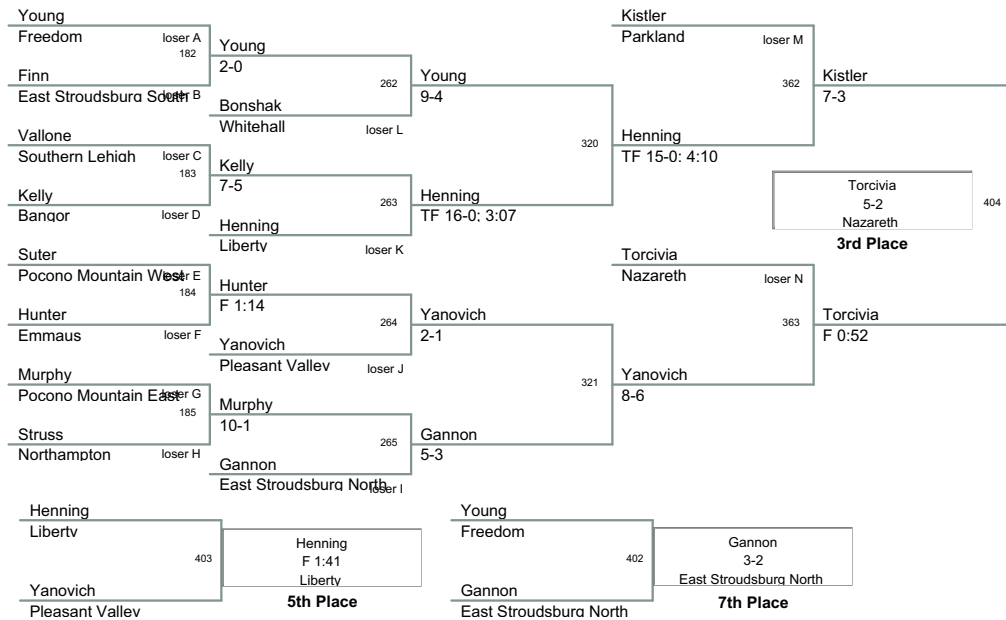 Young
Freedom
loser A
182
Finn
East Stroudsburg South
loser B
Vallone
Southern Lehigh
loser C
183
Kelly
Bangor
loser D
Suter
Pocono Mountain West
loser E
184
Hunter
Emmaus
loser F
Murphy
Pocono Mountain East
loser G
185
Struss
Northampton
loser H
Young
2-0
262
Bonshak
Whitehall
loser L
Kelly
7-5
263
Henning
Liberty
loser K
Hunter
F 1:14
264
Yanovich
Pleasant Valley
loser J
Murphy
10-1
265
Gannon
East Stroudsburg North
loser I
Young
9-4
320
Henning
TF 16-0; 3:07
Yanovich
2-1
321
Gannon
5-3
Kistler
Parkland
loser M
362
Henning
TF 15-0; 4:10
Torcivia
Nazareth
loser N
363
Yanovich
8-6
Kistler
7-3
Torcivia
5-2
Nazareth
404
3rd Place
Torcivia
F 0:52
Henning
Liberty
403
Yanovich
Pleasant Valley
Henning
F 1:41
Liberty
5th Place
Young
Freedom
402
Gannon
East Stroudsburg North
Gannon
3-2
East Stroudsburg North
7th Place